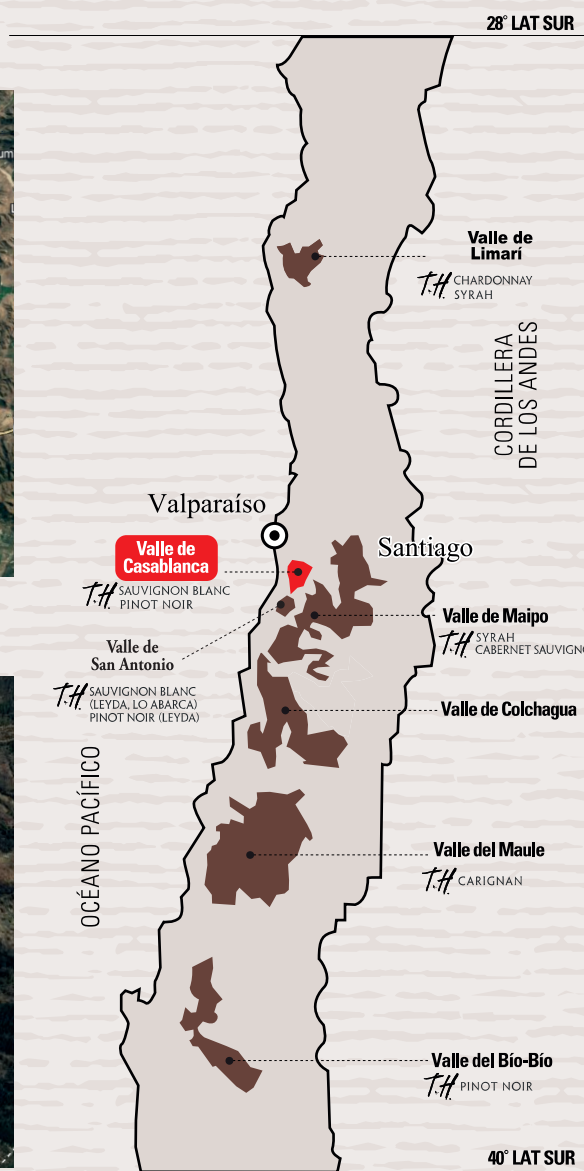 28° LAT SUR
Valle de
Limarí
T.H. CHARDONNAY
SYRAH
CORDILLERA
DE LOS ANDES
Valparaíso
Santiago
Valle de
Casablanca
T.H. SAUVIGNON BLANC
PINOT NOIR
Valle de Maipo
T.H. SYRAH
CABERNET SAUVIGNO
Valle de
San Antonio
T.H. SAUVIGNON BLANC
(LEYDA, LO ABARCA)
PINOT NOIR (LEYDA)
Valle de Colchagua
OCÉANO PACÍFICO
Valle del Maule
T.H. CARIGNAN
Valle del Bío-Bío
T.H. PINOT NOIR
40° LAT SUR